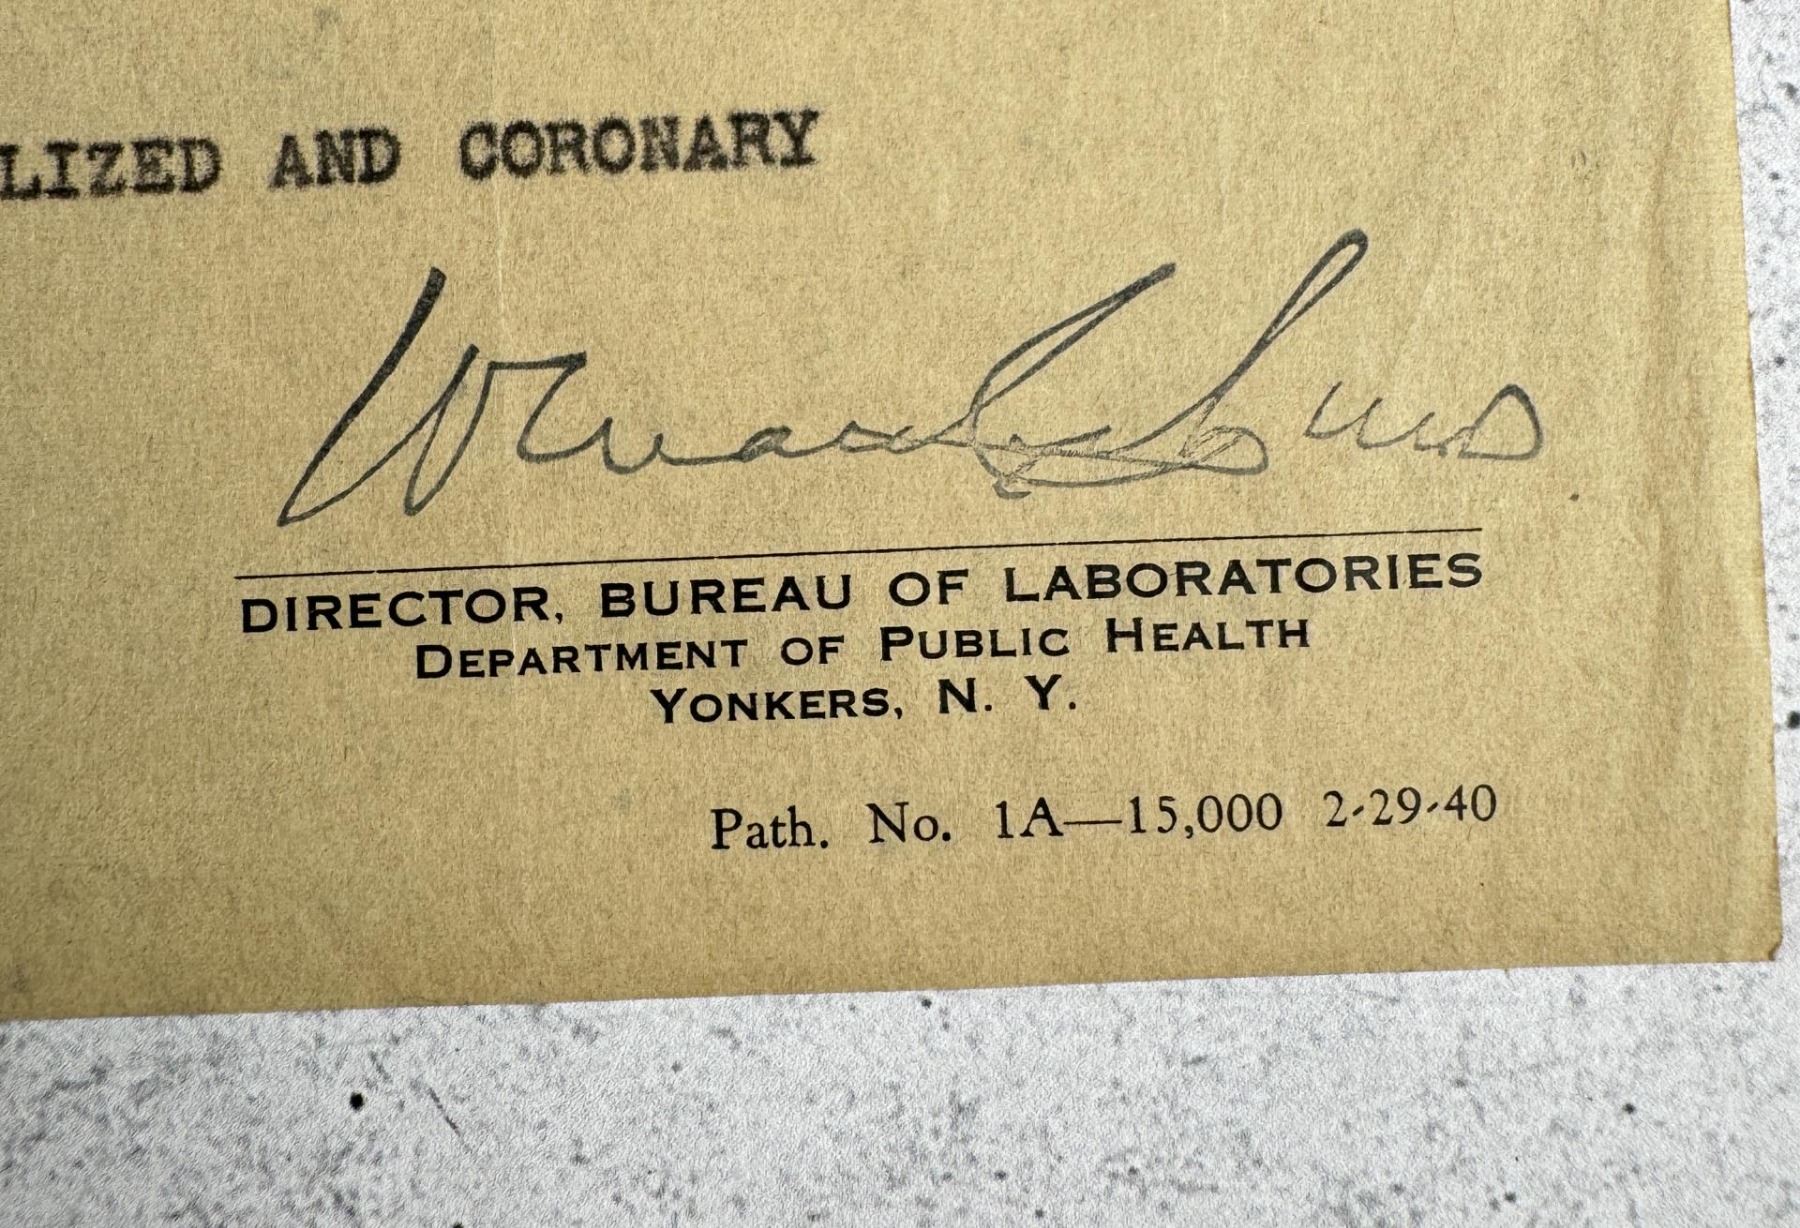 LIZED AND CORONARY
DIRECTOR, BUREAU OF LABORATORIES
DEPARTMENT OF PUBLIC HEALTH
YONKERS, N. Y.
Path. No. 1A—15,000 2-29-40